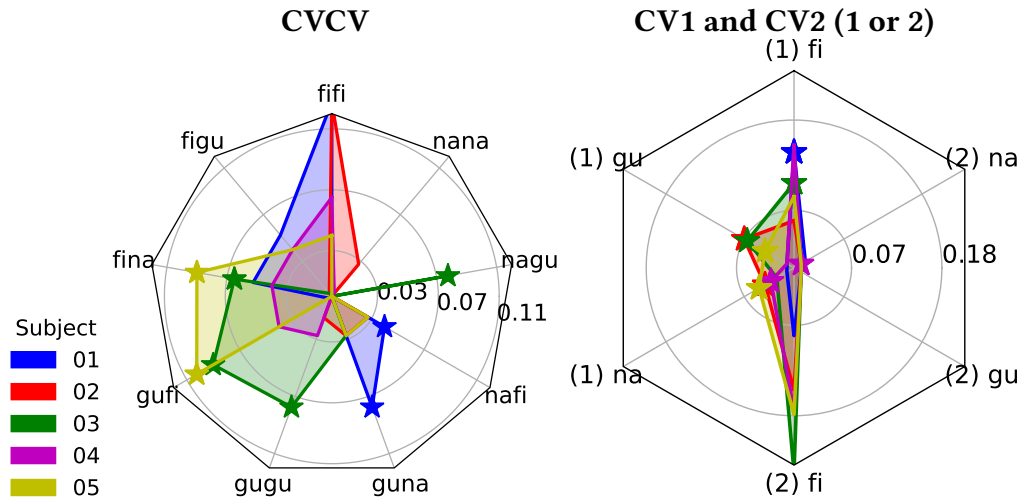 CVCV
CV1 and CV2 (1 or 2)
(1) fi
fifi
figu
nana
(1) gu
(2) na
fina
nagu
0.03
0.07
0.11
0.07
0.18
Subject
01
02
03
04
05
gufi
nafi
(1) na
(2) gu
gugu
guna
(2) fi